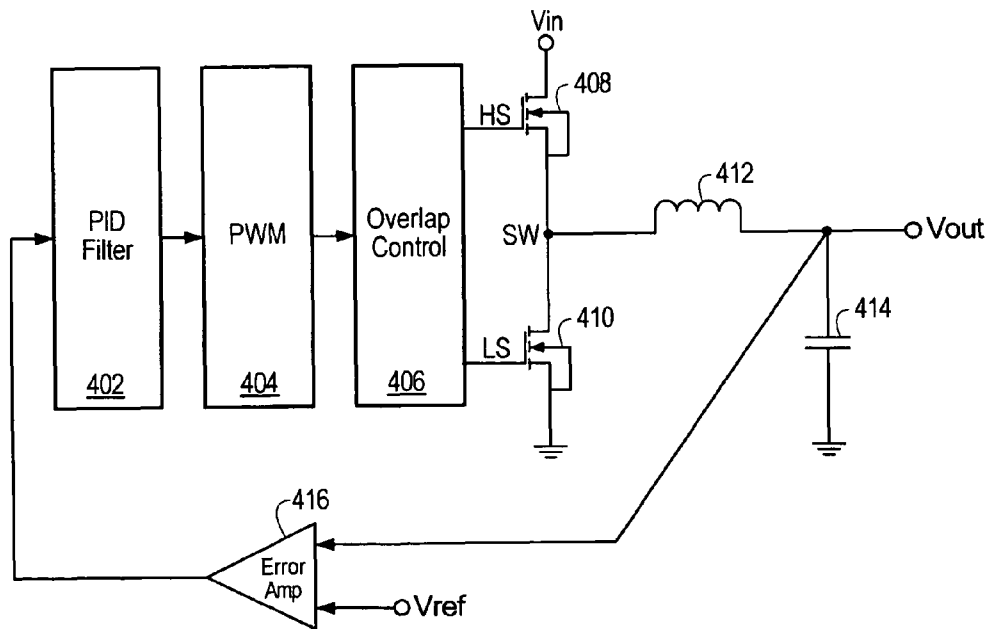 Vin
408
HS
PID
Filter
402
PWM
404
Overlap
Control
406
SW
412
Vout
LS
410
414
416
Error
Amp
Vref